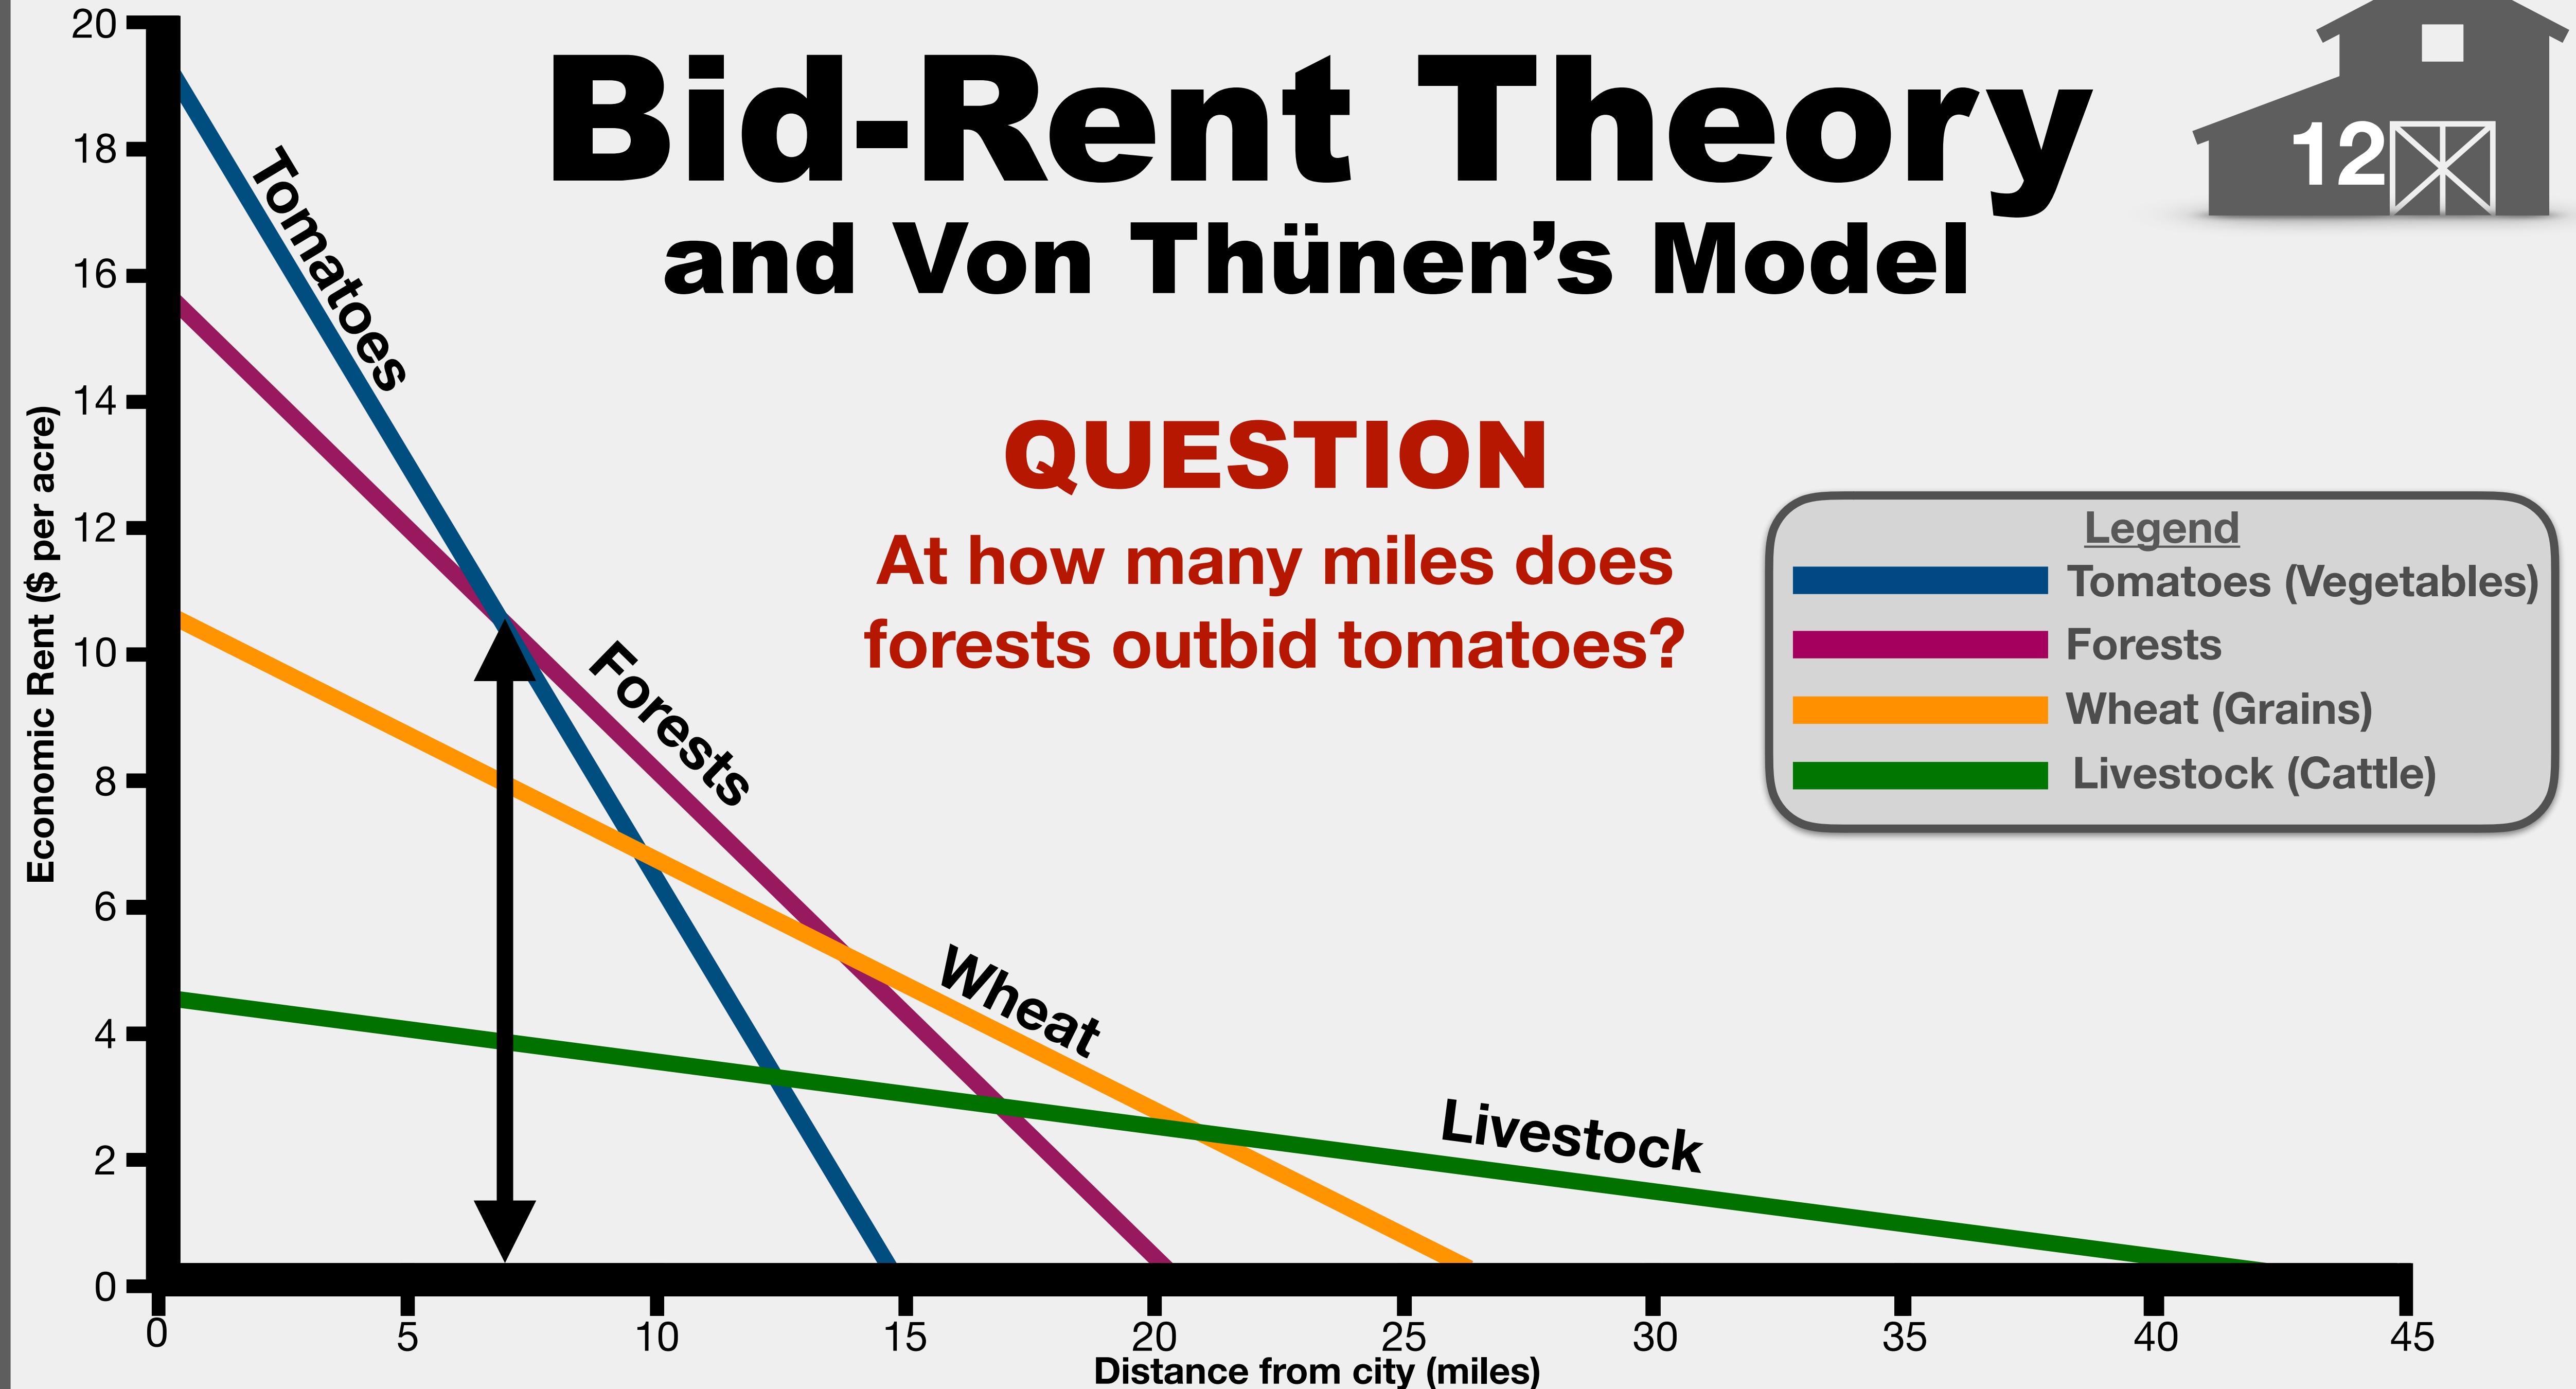 Bid-Rent Theory
and Von Thünen’s Model
12
QUESTION
At how many miles does
forests outbid tomatoes?
Legend
Tomatoes (Vegetables)
Forests
Wheat (Grains)
Livestock (Cattle)
Economic Rent ($ per acre)
20
18
16
14
12
10
8
6
4
2
0
Tomatoes
Forests
Wheat
Livestock
0 5 10 15 20 25 30 35 40 45
Distance from city (miles)